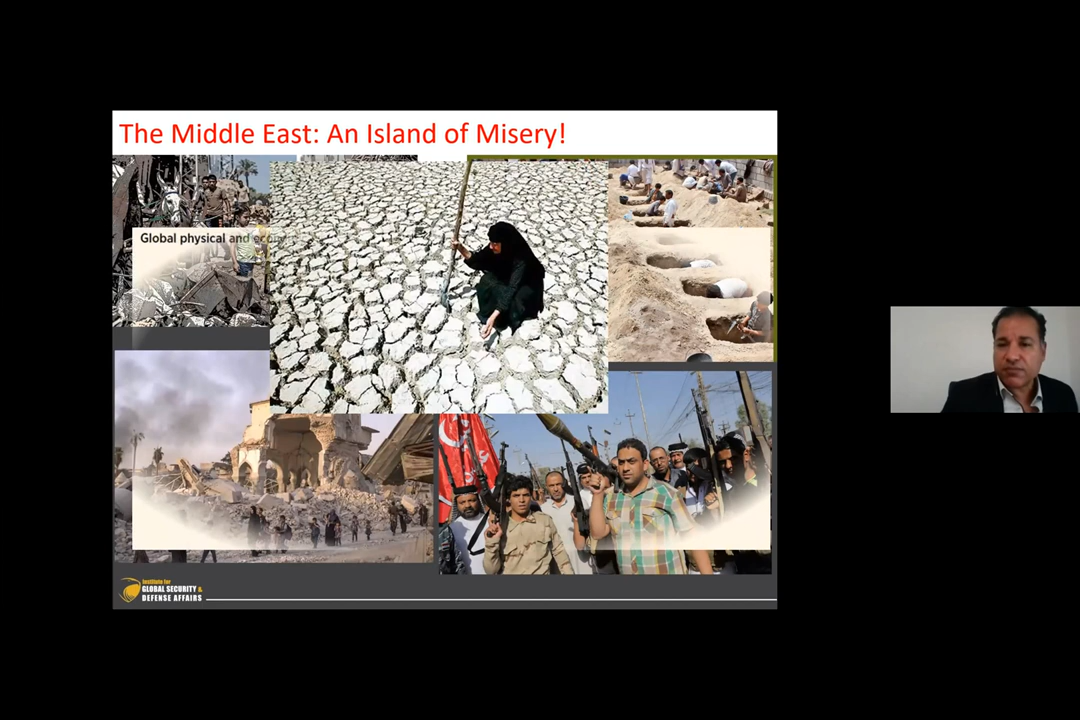 The Middle East: An Island of Misery!
Global physical and
Institute for
GLOBAL SECURITY &
DEFENSE AFFAIRS